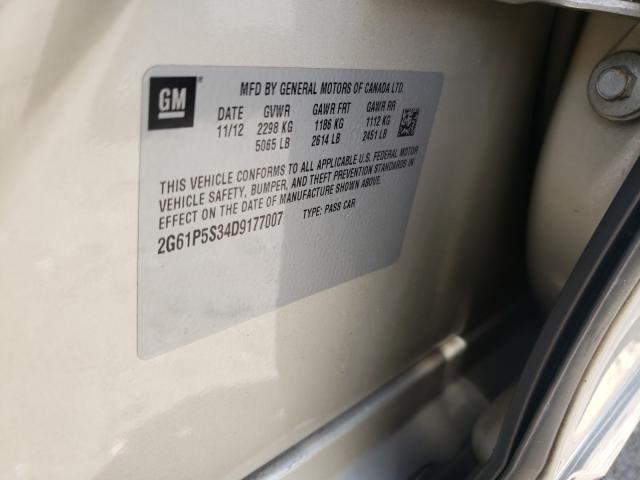 GM
MFD BY GENERAL MOTORS OF CANADA LTD.
DATE GVWR GAWR FRT GAWR RR
11/12 2298 KG 1186 KG 1112 KG
5065 LB 2614 LB 2451 LB
THIS VEHICLE CONFORMS TO ALL APPLICABLE U.S. FEDERAL MOTOR
VEHICLE SAFETY, BUMPER, AND THEFT PREVENTION STANDARDS IN
EFFECT ON THE DATE OF MANUFACTURE SHOWN ABOVE.
2G61P5S34D9177007 TYPE: PASS CAR